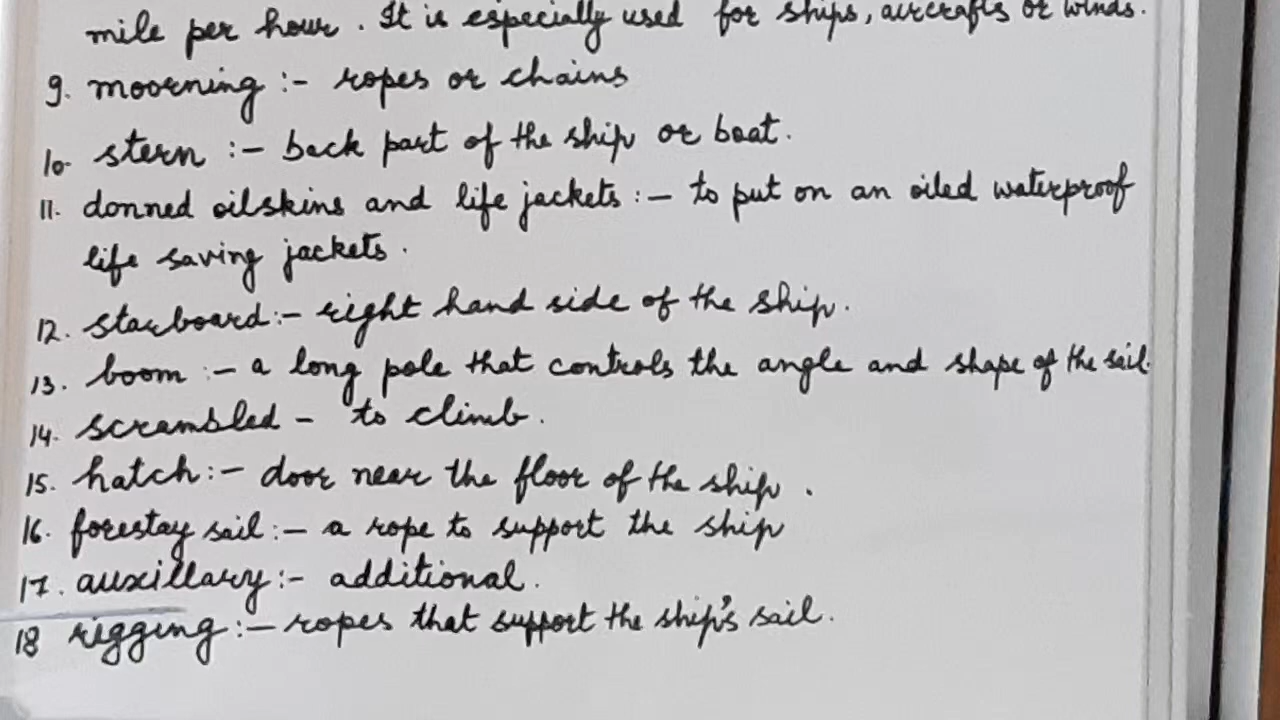 mile per hour. It is especially used for ships, aircrafts or winds.
9. moorning :- ropes or chains
10. stern :- back part of the ship or boat.
11. donned oilskins and life jackets :- to put on an oiled waterproof
life saving jackets.
12. starboard :- right hand side of the ship.
13. boom :- a long pole that controls the angle and shape of the sail.
14. scrambled - to climb.
15. hatch :- door near the floor of the ship.
16. forestay sail :- a rope to support the ship
17. auxillary :- additional.
18 rigging :- ropes that support the ship's sail.